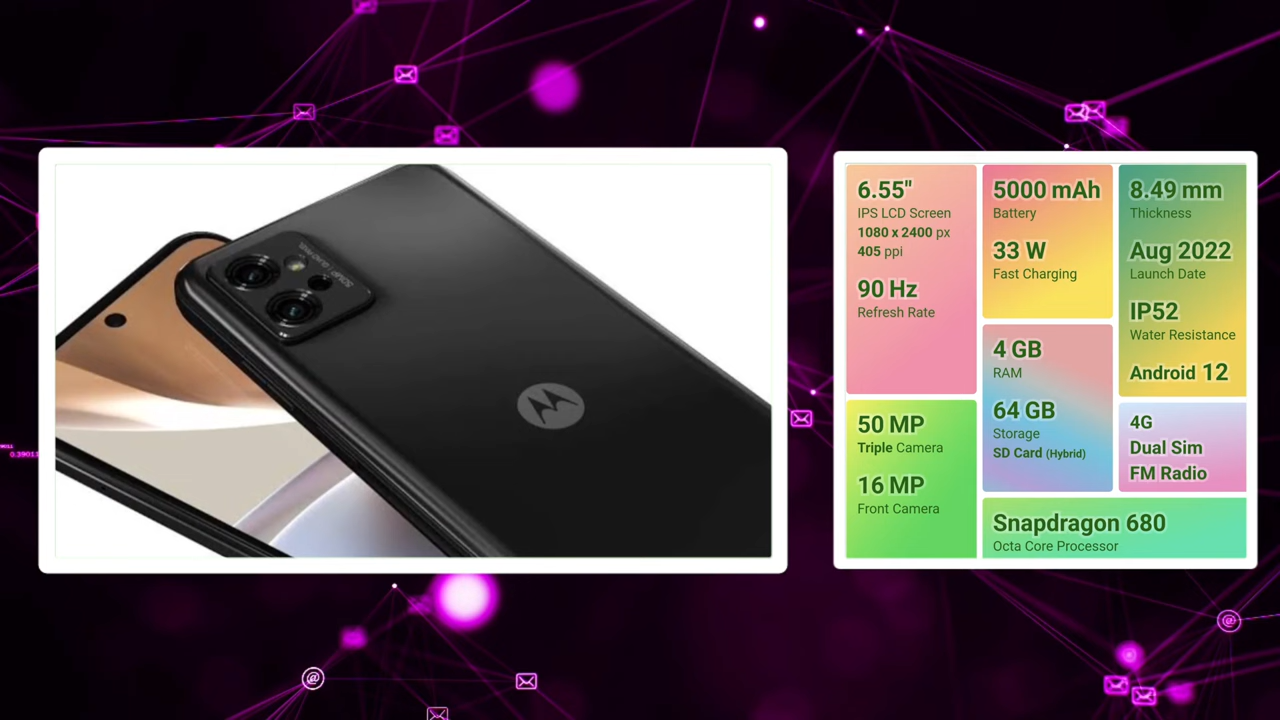 50MP QUAD PIXEL
6.55"
IPS LCD Screen
1080 x 2400 px
405 ppi
90 Hz
Refresh Rate
50 MP
Triple Camera
16 MP
Front Camera
5000 mAh
Battery
33 W
Fast Charging
4 GB
RAM
64 GB
Storage
SD Card (Hybrid)
8.49 mm
Thickness
Aug 2022
Launch Date
IP52
Water Resistance
Android 12
4G
Dual Sim
FM Radio
Snapdragon 680
Octa Core Processor